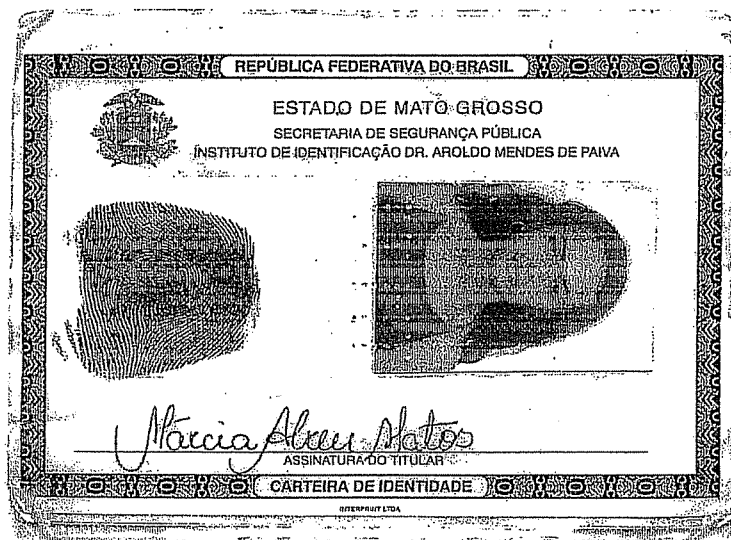 REPÚBLICA FEDERATIVA DO BRASIL
ESTADO DE MATO GROSSO
SECRETARIA DE SEGURANÇA PÚBLICA
INSTITUTO DE IDENTIFICAÇÃO DR. AROLDO MENDES DE PAIVA
Márcia Abreu Matos
ASSINATURA DO TITULAR
CARTEIRA DE IDENTIDADE
INTERPRINT LTDA